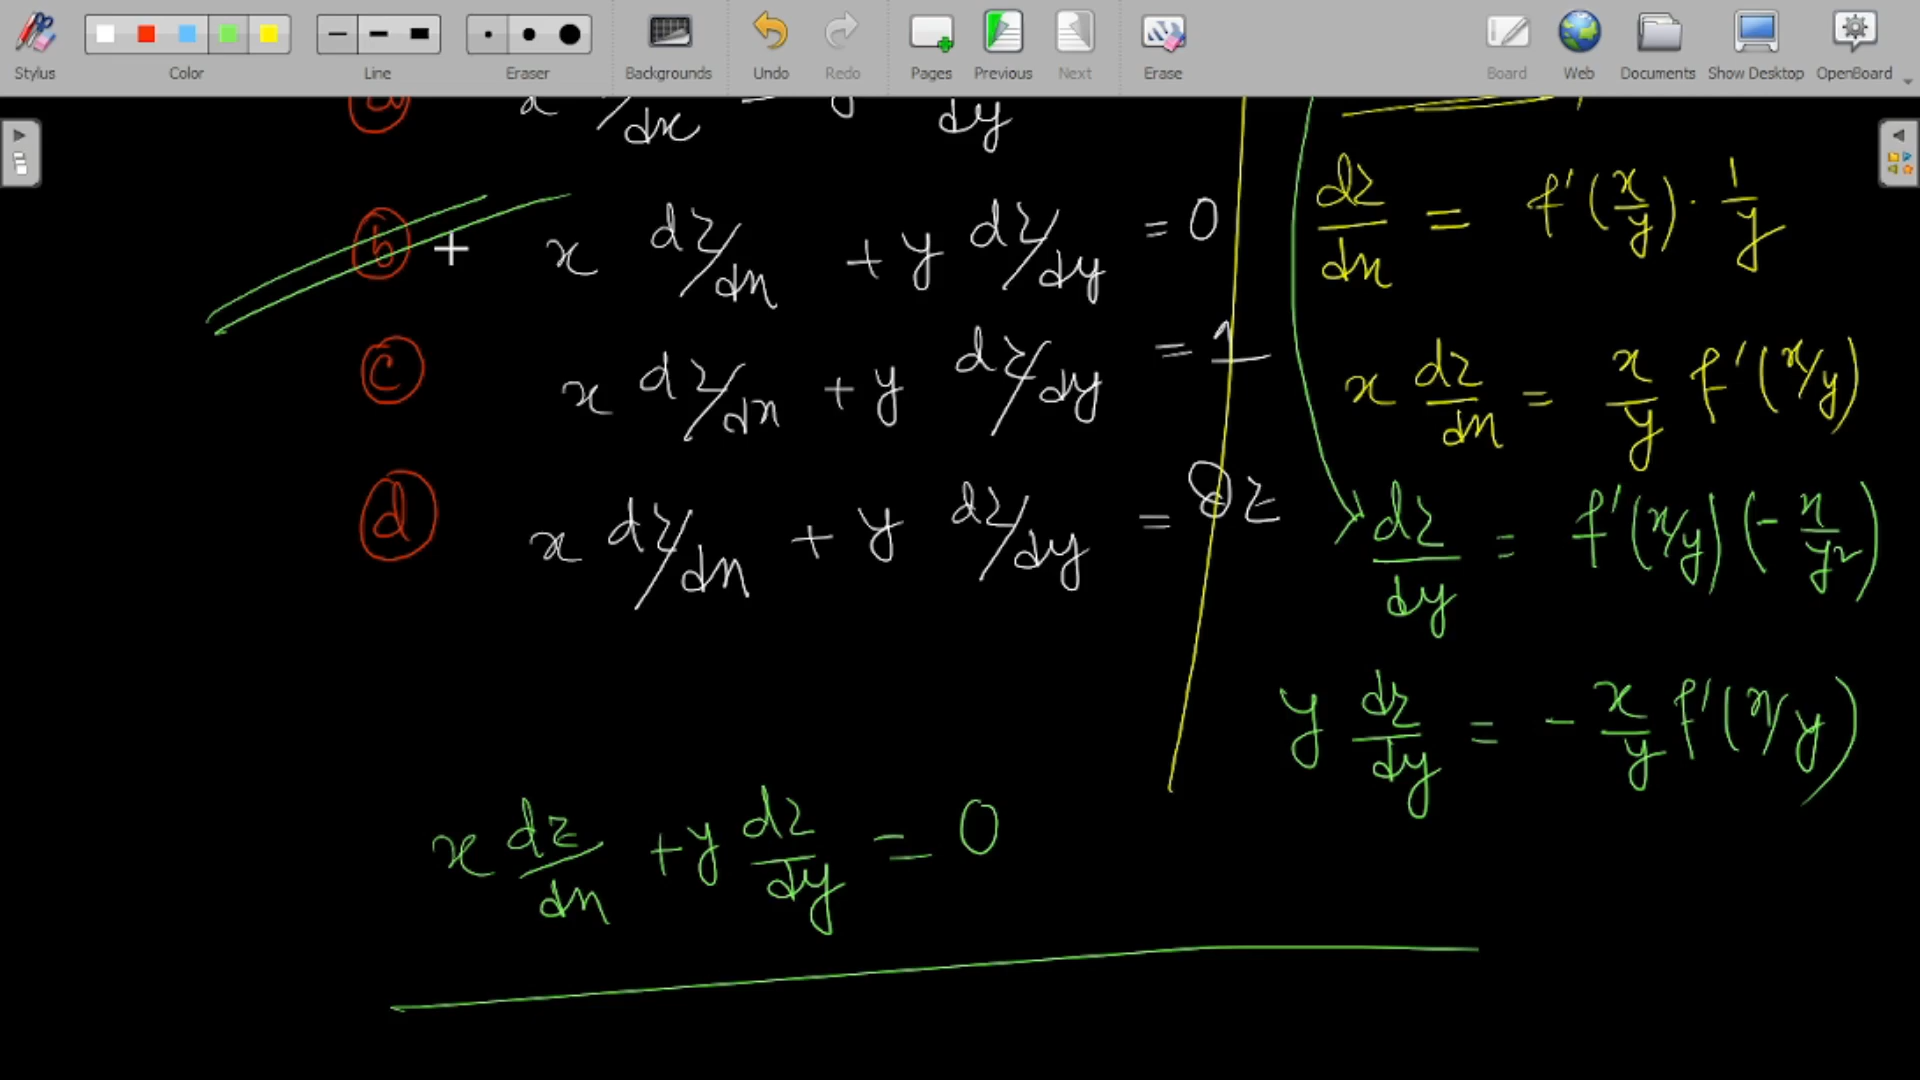 Stylus Color Line Eraser Backgrounds Undo Redo Pages Previous Next Erase Board Web Documents Show Desktop OpenBoard
(a) x /dx = y dy
(b) x dz/dx + y dz/dy = 0
(c) x dz/dx + y dz/dy = 1
(d) x dz/dx + y dz/dy = z
x dz/dx + y dz/dy = 0
dz/dx = f'(x/y) · 1/y
x dz/dx = x/y f'(x/y)
dz/dy = f'(x/y) (- x/y²)
y dz/dy = - x/y f'(x/y)